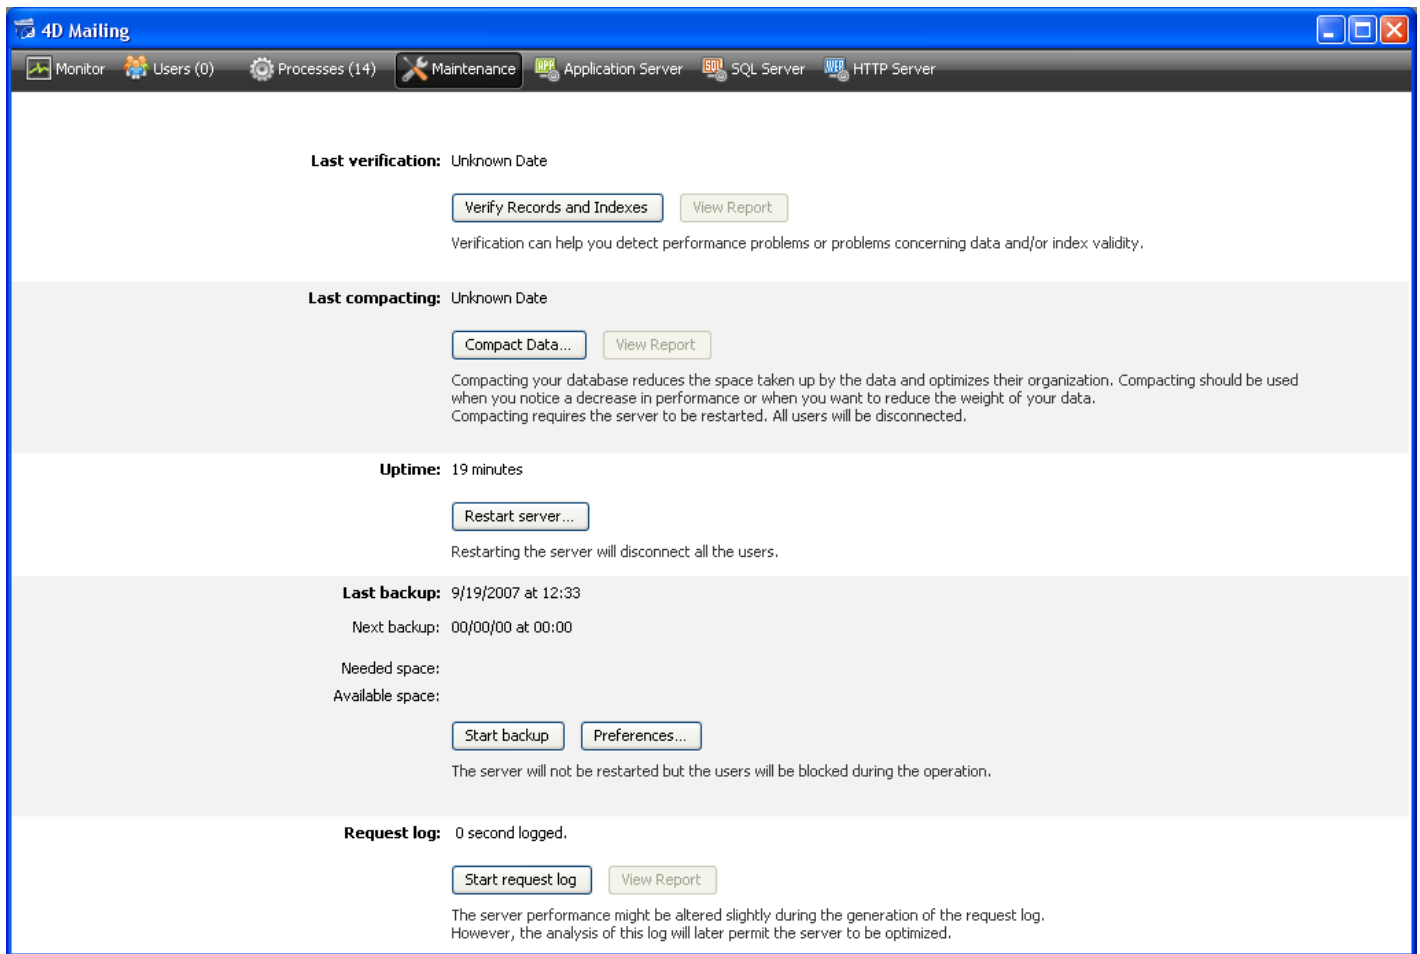 4D Mailing
Monitor Users (0) Processes (14) Maintenance Application Server SQL Server HTTP Server
Last verification: Unknown Date
Verify Records and Indexes View Report
Verification can help you detect performance problems or problems concerning data and/or index validity.
Last compacting: Unknown Date
Compact Data... View Report
Compacting your database reduces the space taken up by the data and optimizes their organization. Compacting should be used
when you notice a decrease in performance or when you want to reduce the weight of your data.
Compacting requires the server to be restarted. All users will be disconnected.
Uptime: 19 minutes
Restart server...
Restarting the server will disconnect all the users.
Last backup: 9/19/2007 at 12:33
Next backup: 00/00/00 at 00:00
Needed space:
Available space:
Start backup Preferences...
The server will not be restarted but the users will be blocked during the operation.
Request log: 0 second logged.
Start request log View Report
The server performance might be altered slightly during the generation of the request log.
However, the analysis of this log will later permit the server to be optimized.